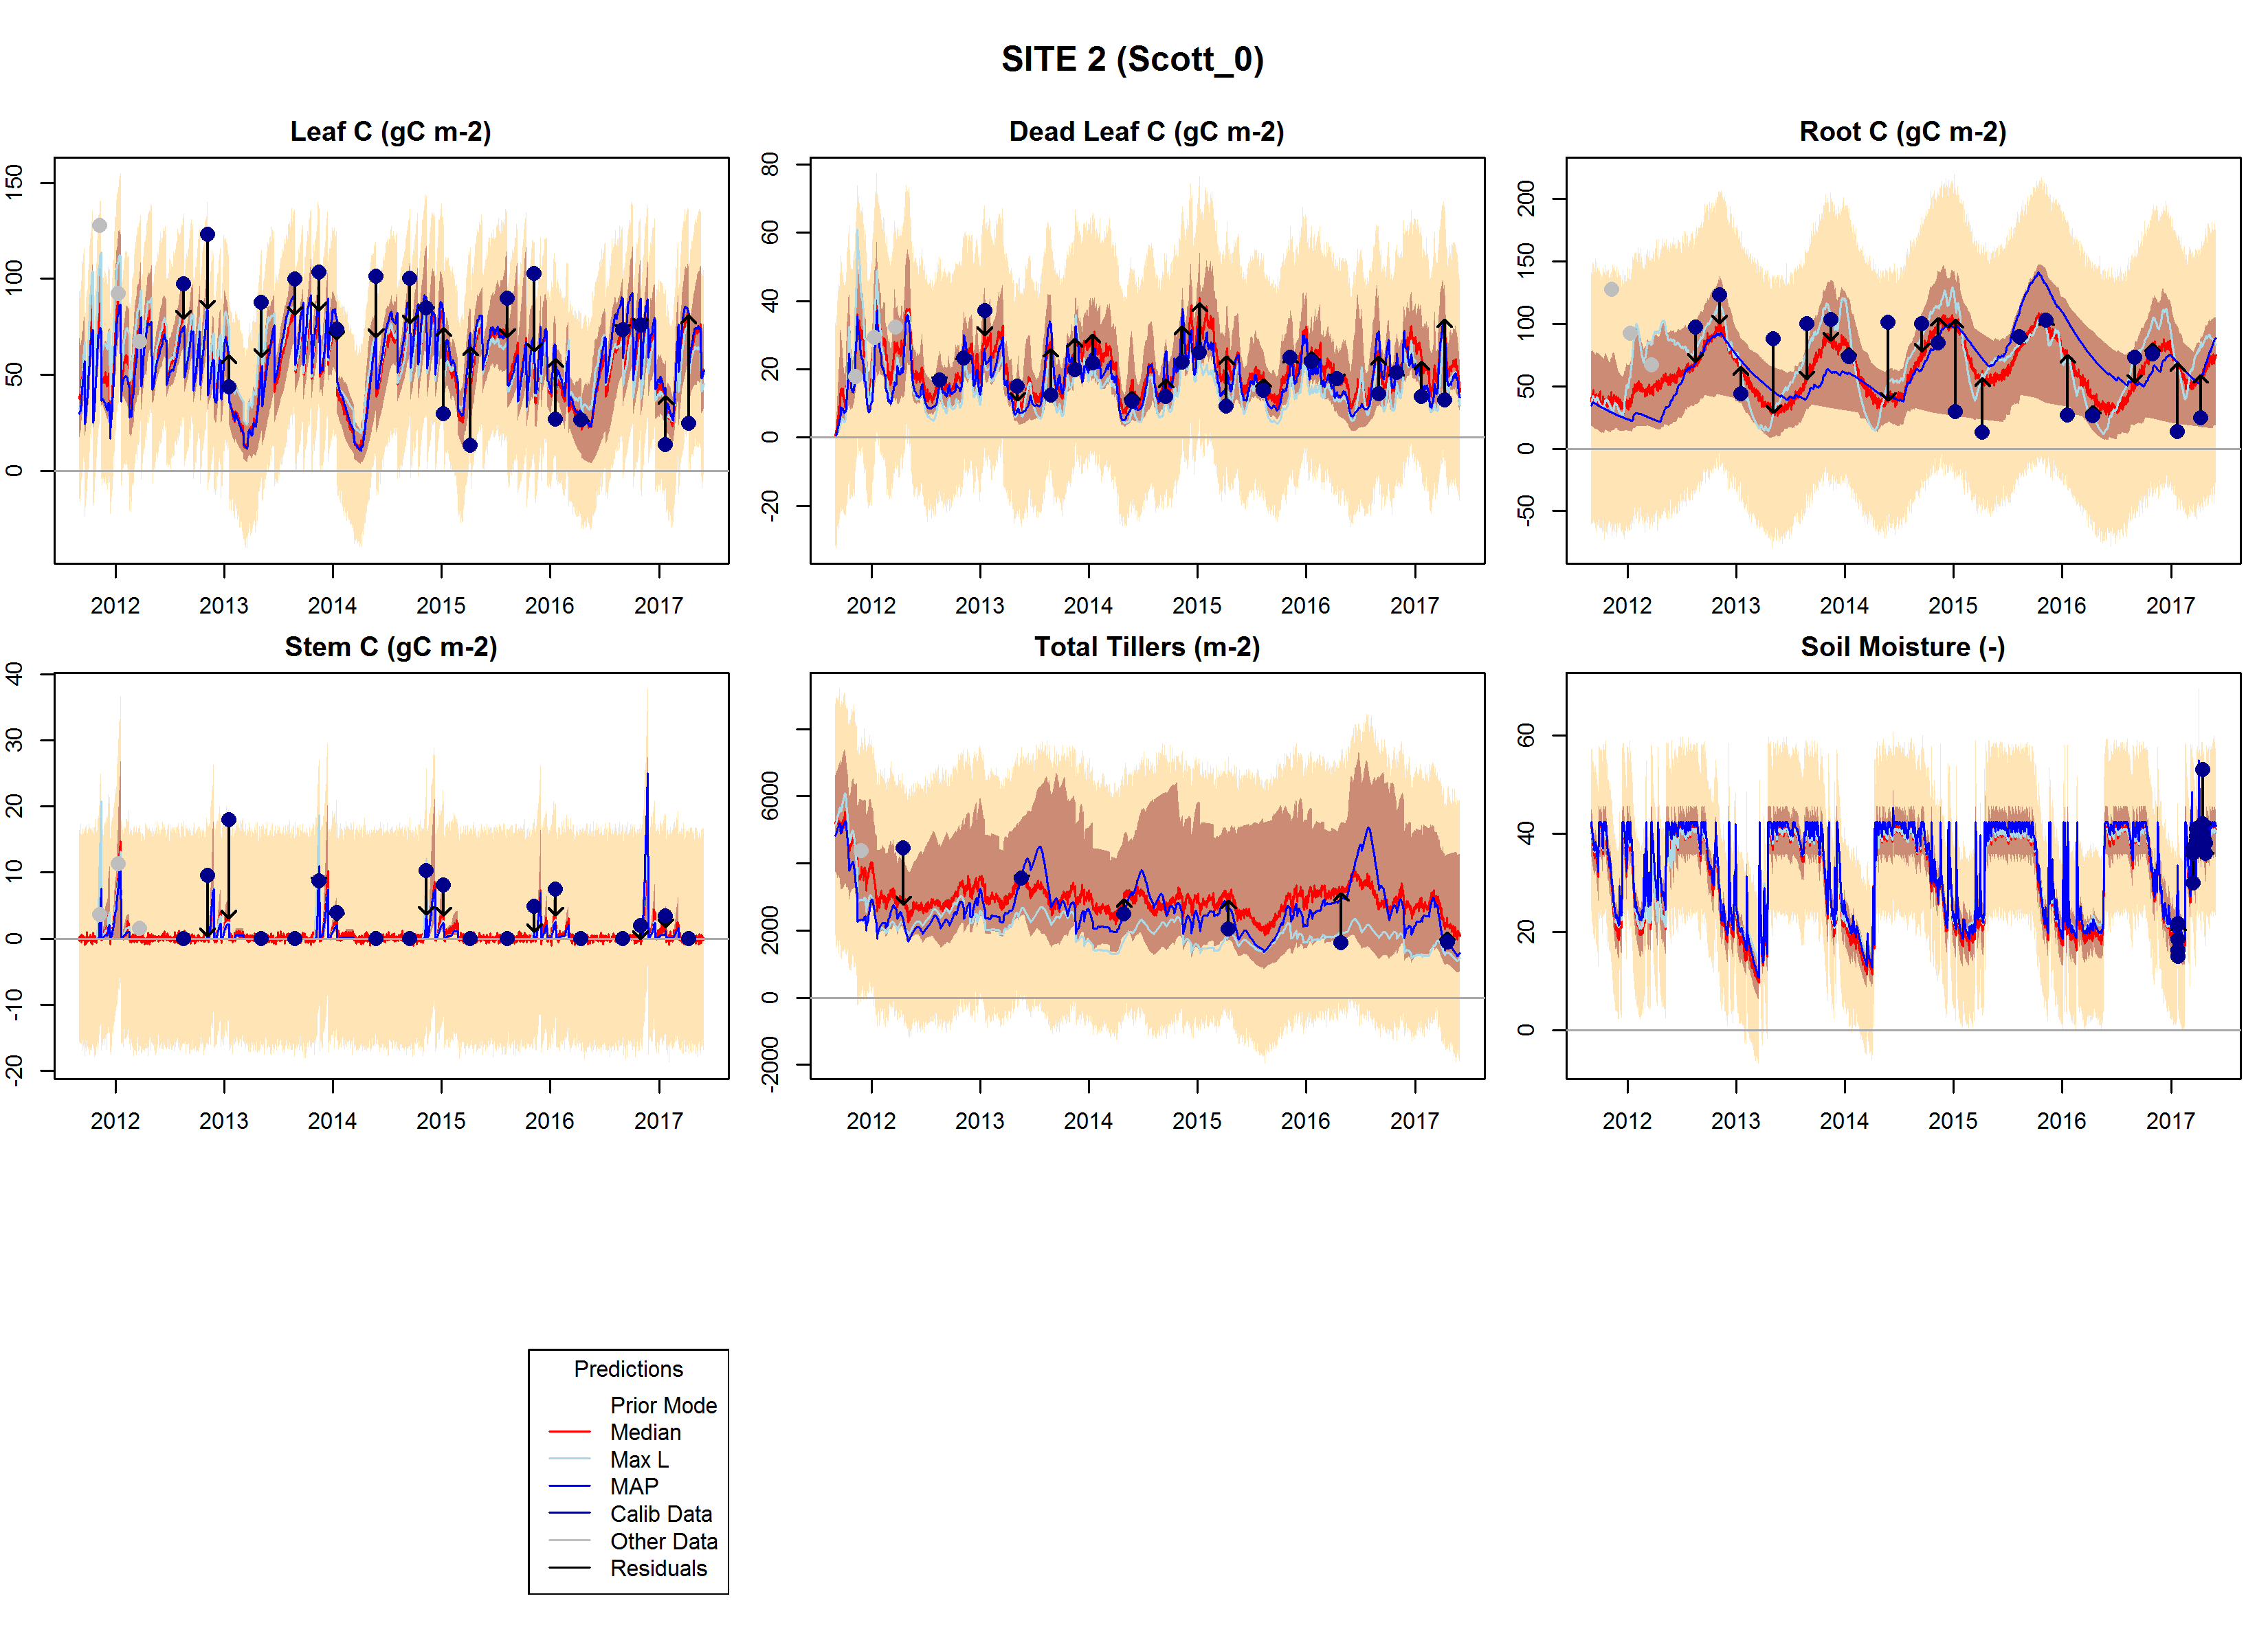 SITE 2 (Scott_0)
Leaf C (gC m-2)
Dead Leaf C (gC m-2)
Root C (gC m-2)
150
100
50
0
80
60
40
20
0
-20
200
150
100
50
0
-50
2012 2013 2014 2015 2016 2017
2012 2013 2014 2015 2016 2017
2012 2013 2014 2015 2016 2017
Stem C (gC m-2)
Total Tillers (m-2)
Soil Moisture (-)
40
30
20
10
0
-10
-20
6000
2000
0
-2000
60
40
20
0
2012 2013 2014 2015 2016 2017
2012 2013 2014 2015 2016 2017
2012 2013 2014 2015 2016 2017
Predictions
Prior Mode
Median
Max L
MAP
Calib Data
Other Data
Residuals